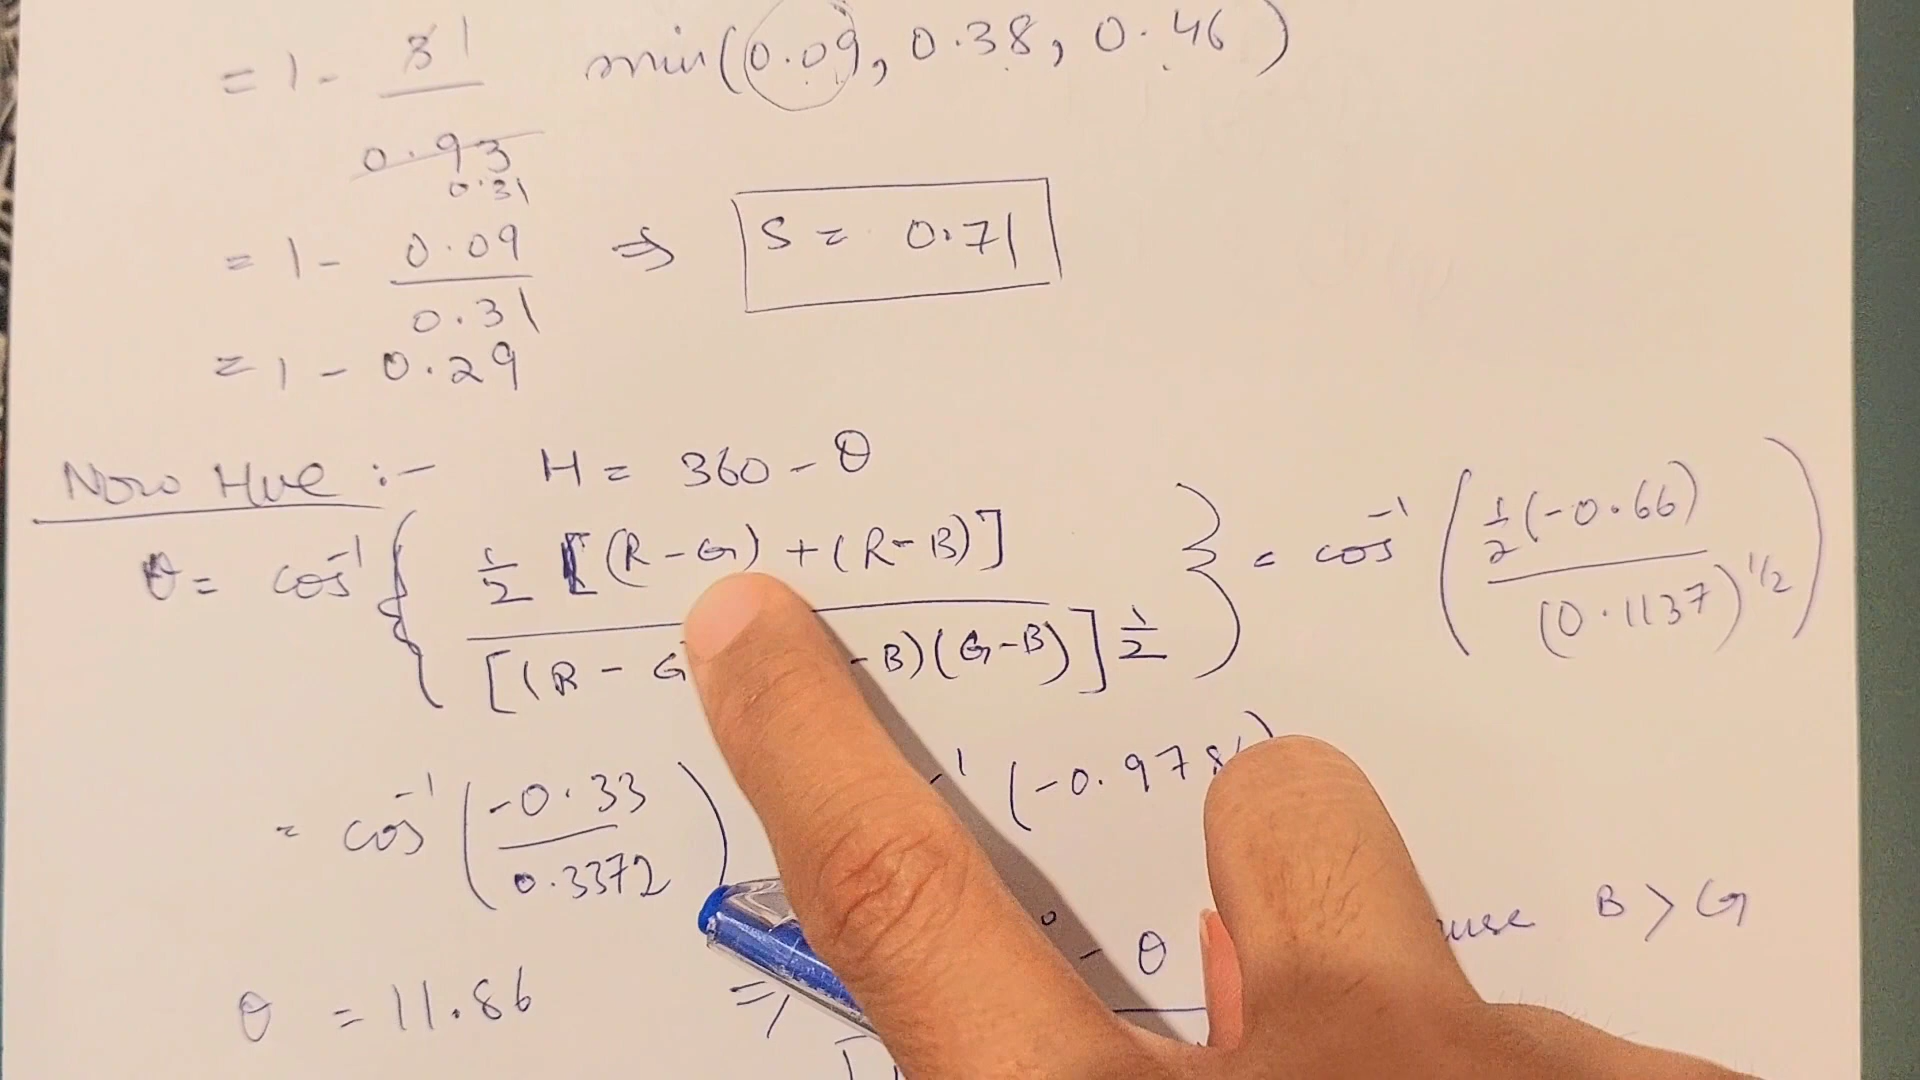 = 1 - 31 min(0.09, 0.38, 0.46)
0.93
0.31
= 1 - 0.09 / 0.31 ⇒ S = 0.71
= 1 - 0.29
Now Hue :- H = 360 - θ
θ = cos⁻¹ { ½ [(R-G) + (R-B)] / [(R - G -B)(G-B)] ½ } = cos⁻¹ ( ½(-0.66) / (0.1137)^1/2 )
= cos⁻¹ ( -0.33 / 0.3372 ) -1 (-0.978
° - θ B > G
θ = 11.86 ⇒